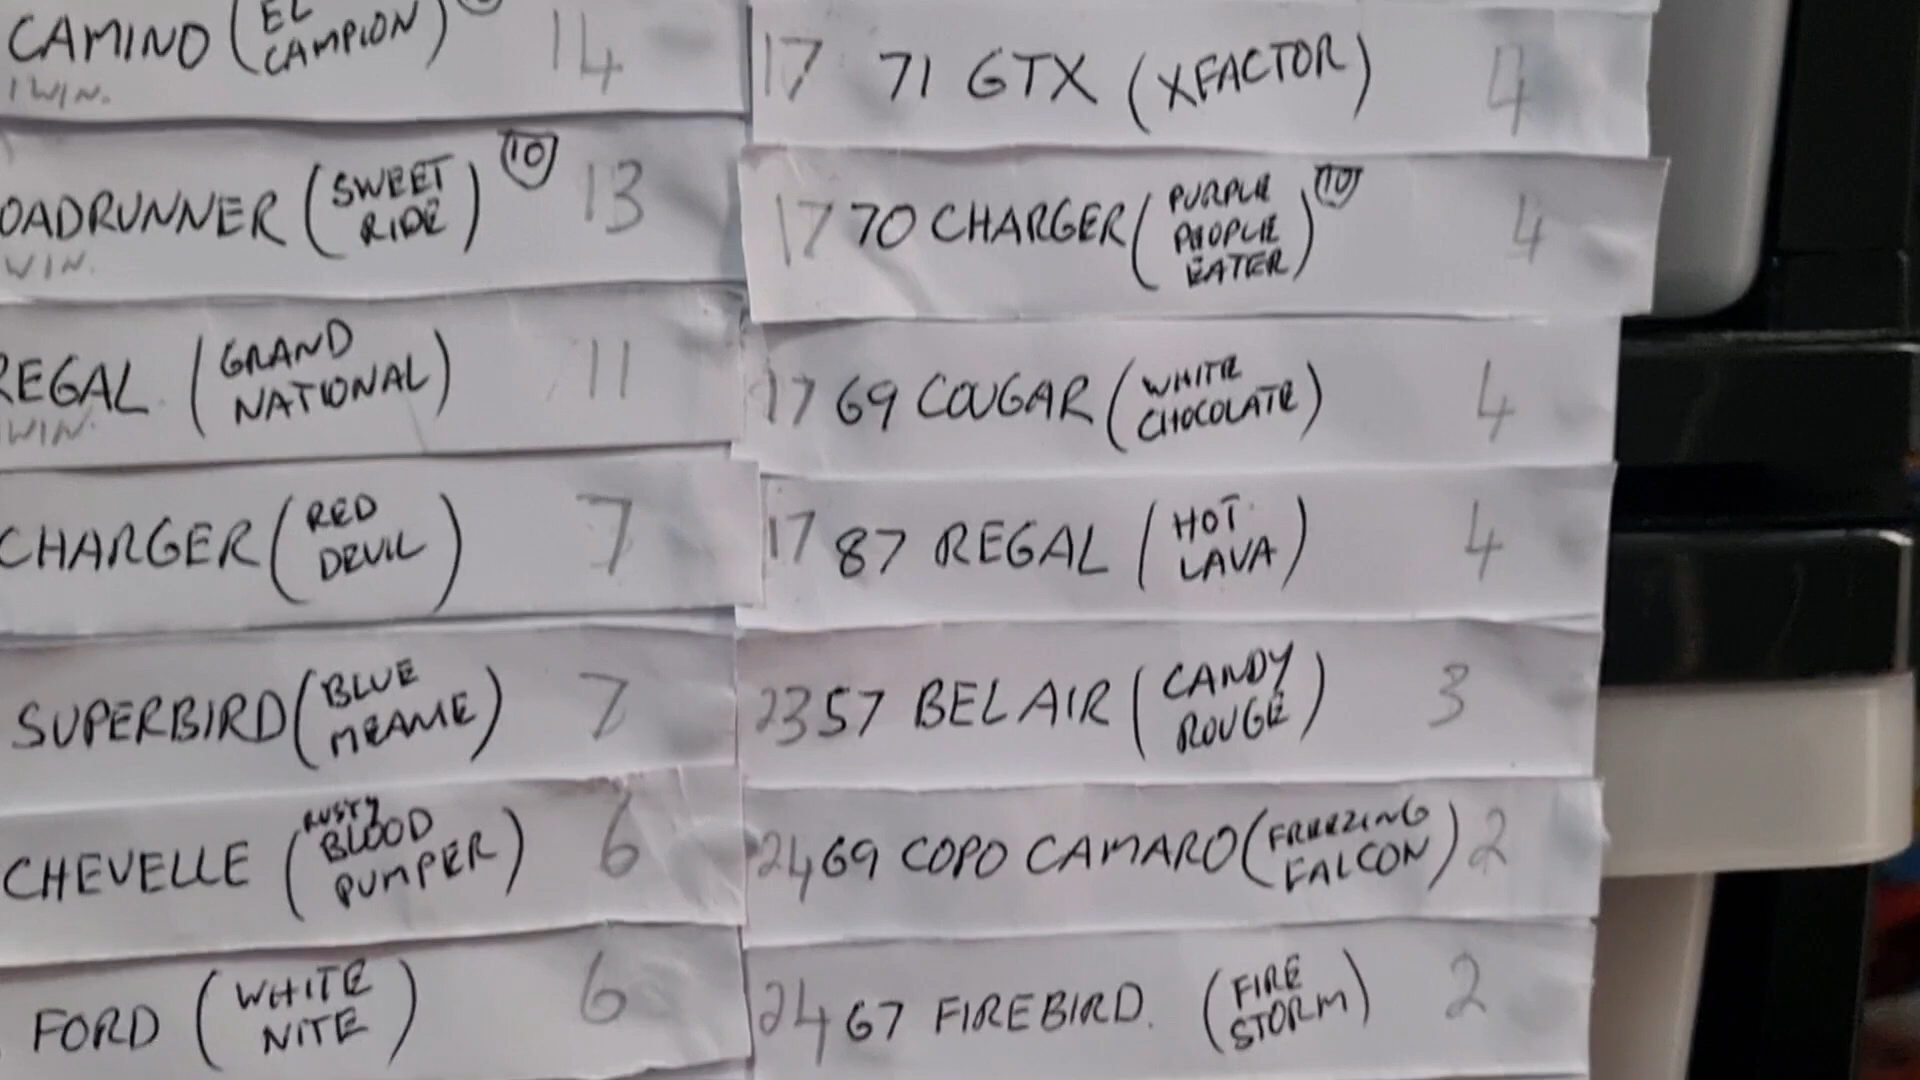 CAMINO (EL CAMPION) 14
1 WIN.
OADRUNNER (SWEET RIDE) 10 13
WIN.
REGAL (GRAND NATIONAL) 11
WIN.
CHARGER (RED DEVIL) 7
SUPERBIRD (BLUE MEANIE) 7
CHEVELLE (RUSTY BLOOD PUMPER) 6
FORD (WHITE NITE) 6
17 71 GTX (XFACTOR) 4
17 70 CHARGER (PURPLE PEOPLE EATER) 10 4
17 69 COUGAR (WHITE CHOCOLATE) 4
17 87 REGAL (HOT LAVA) 4
23 57 BEL AIR (CANDY ROUGE) 3
24 69 COPO CAMARO (FREEZING FALCON) 2
24 67 FIREBIRD. (FIRE STORM) 2